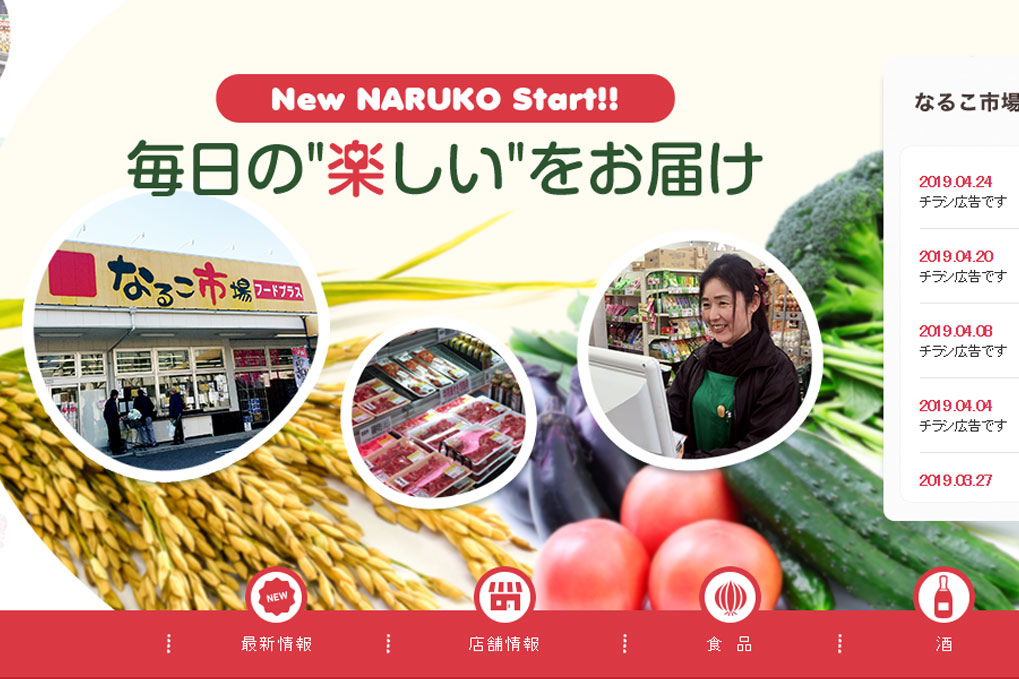 New NARUKO Start!!
毎日の"楽しい"をお届け
なるこ市場
フードプラス
なるこ市場
2019.04.24
チラシ広告です
2019.04.20
チラシ広告です
2019.04.08
チラシ広告です
2019.04.04
チラシ広告です
2019.03.27
NEW
最新情報
店舗情報
食 品
酒